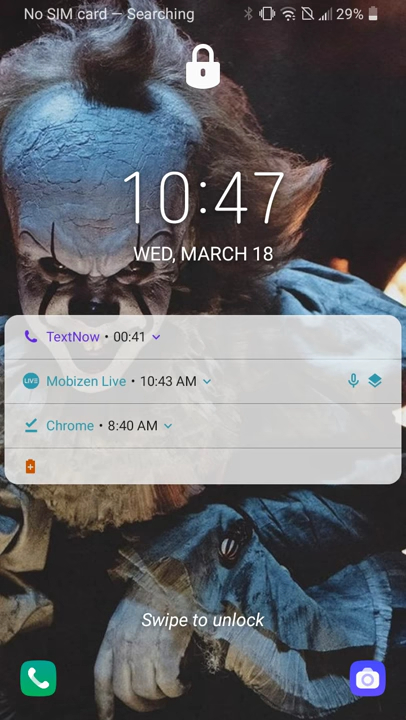 No SIM card — Searching 29%
10:47
WED, MARCH 18
TextNow • 00:41
LIVE Mobizen Live • 10:43 AM
Chrome • 8:40 AM
Swipe to unlock